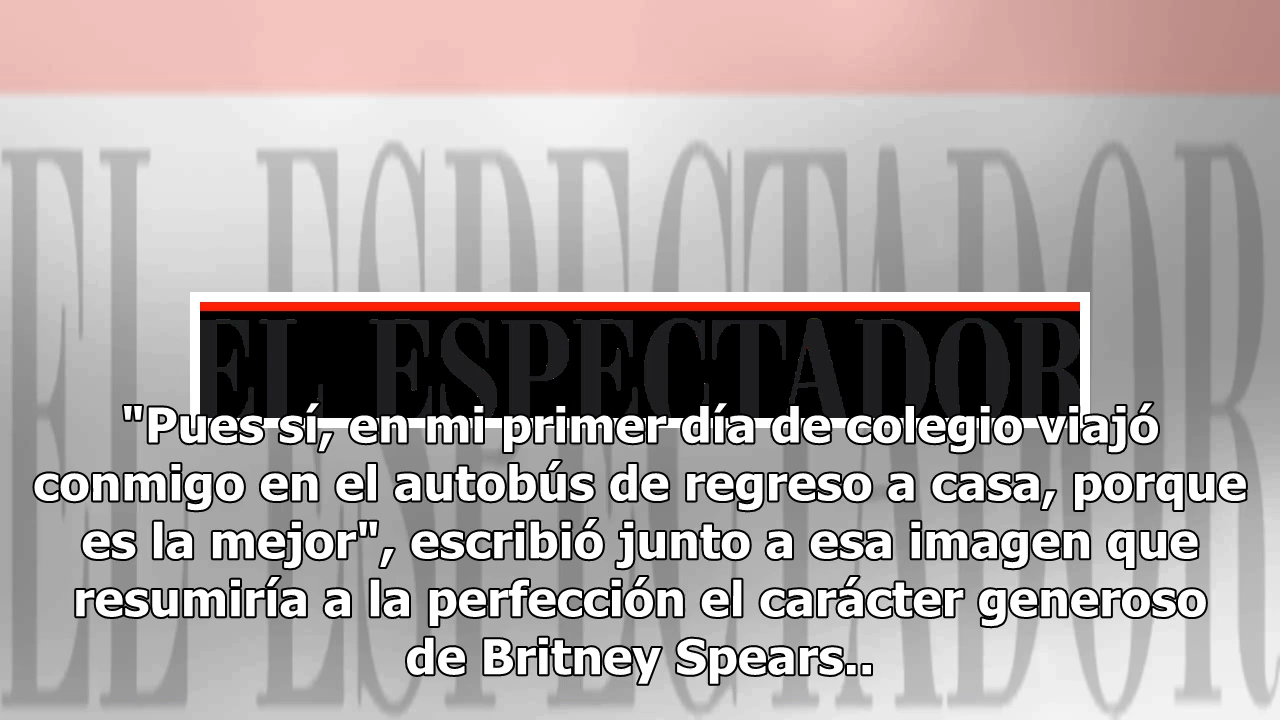 EL ESPECTADOR
EL ESPECTADOR
"Pues sí, en mi primer día de colegio viajó
conmigo en el autobús de regreso a casa, porque
es la mejor", escribió junto a esa imagen que
resumiría a la perfección el carácter generoso
de Britney Spears..